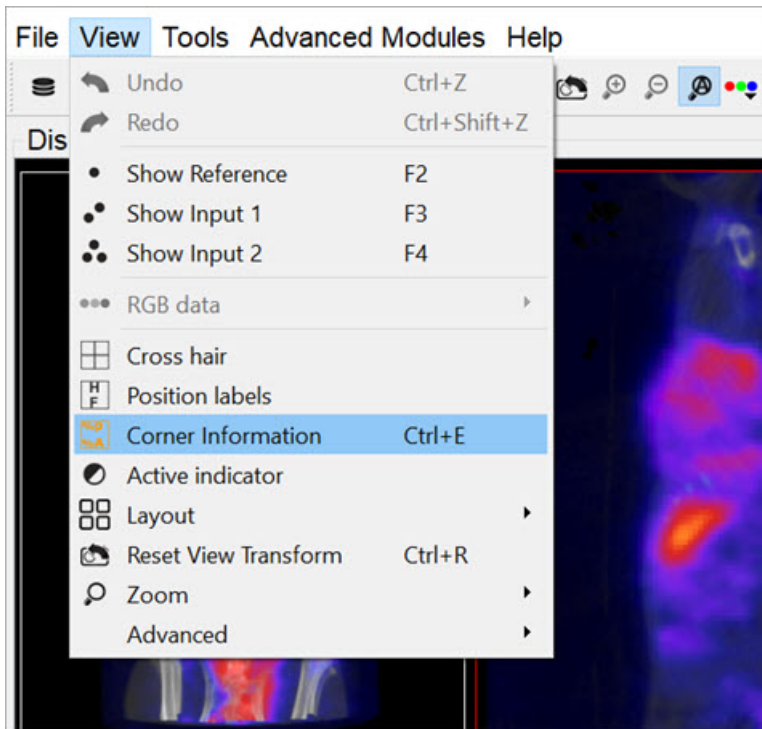 File View Tools Advanced Modules Help
Undo Ctrl+Z
Redo Ctrl+Shift+Z
Dis
Show Reference F2
Show Input 1 F3
Show Input 2 F4
RGB data
Cross hair
H
F
Position labels
Corner Information Ctrl+E
Active indicator
Layout
Reset View Transform Ctrl+R
Zoom
Advanced